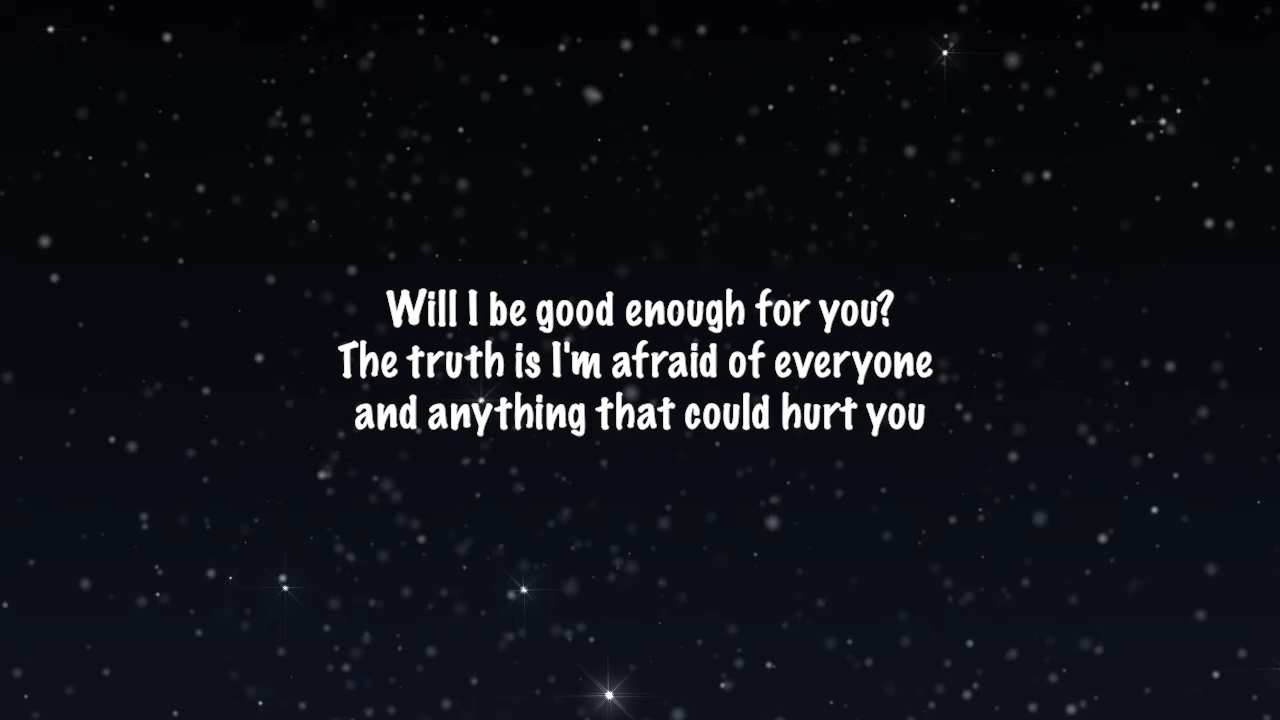 Will I be good enough for you?
The truth is I'm afraid of everyone
and anything that could hurt you